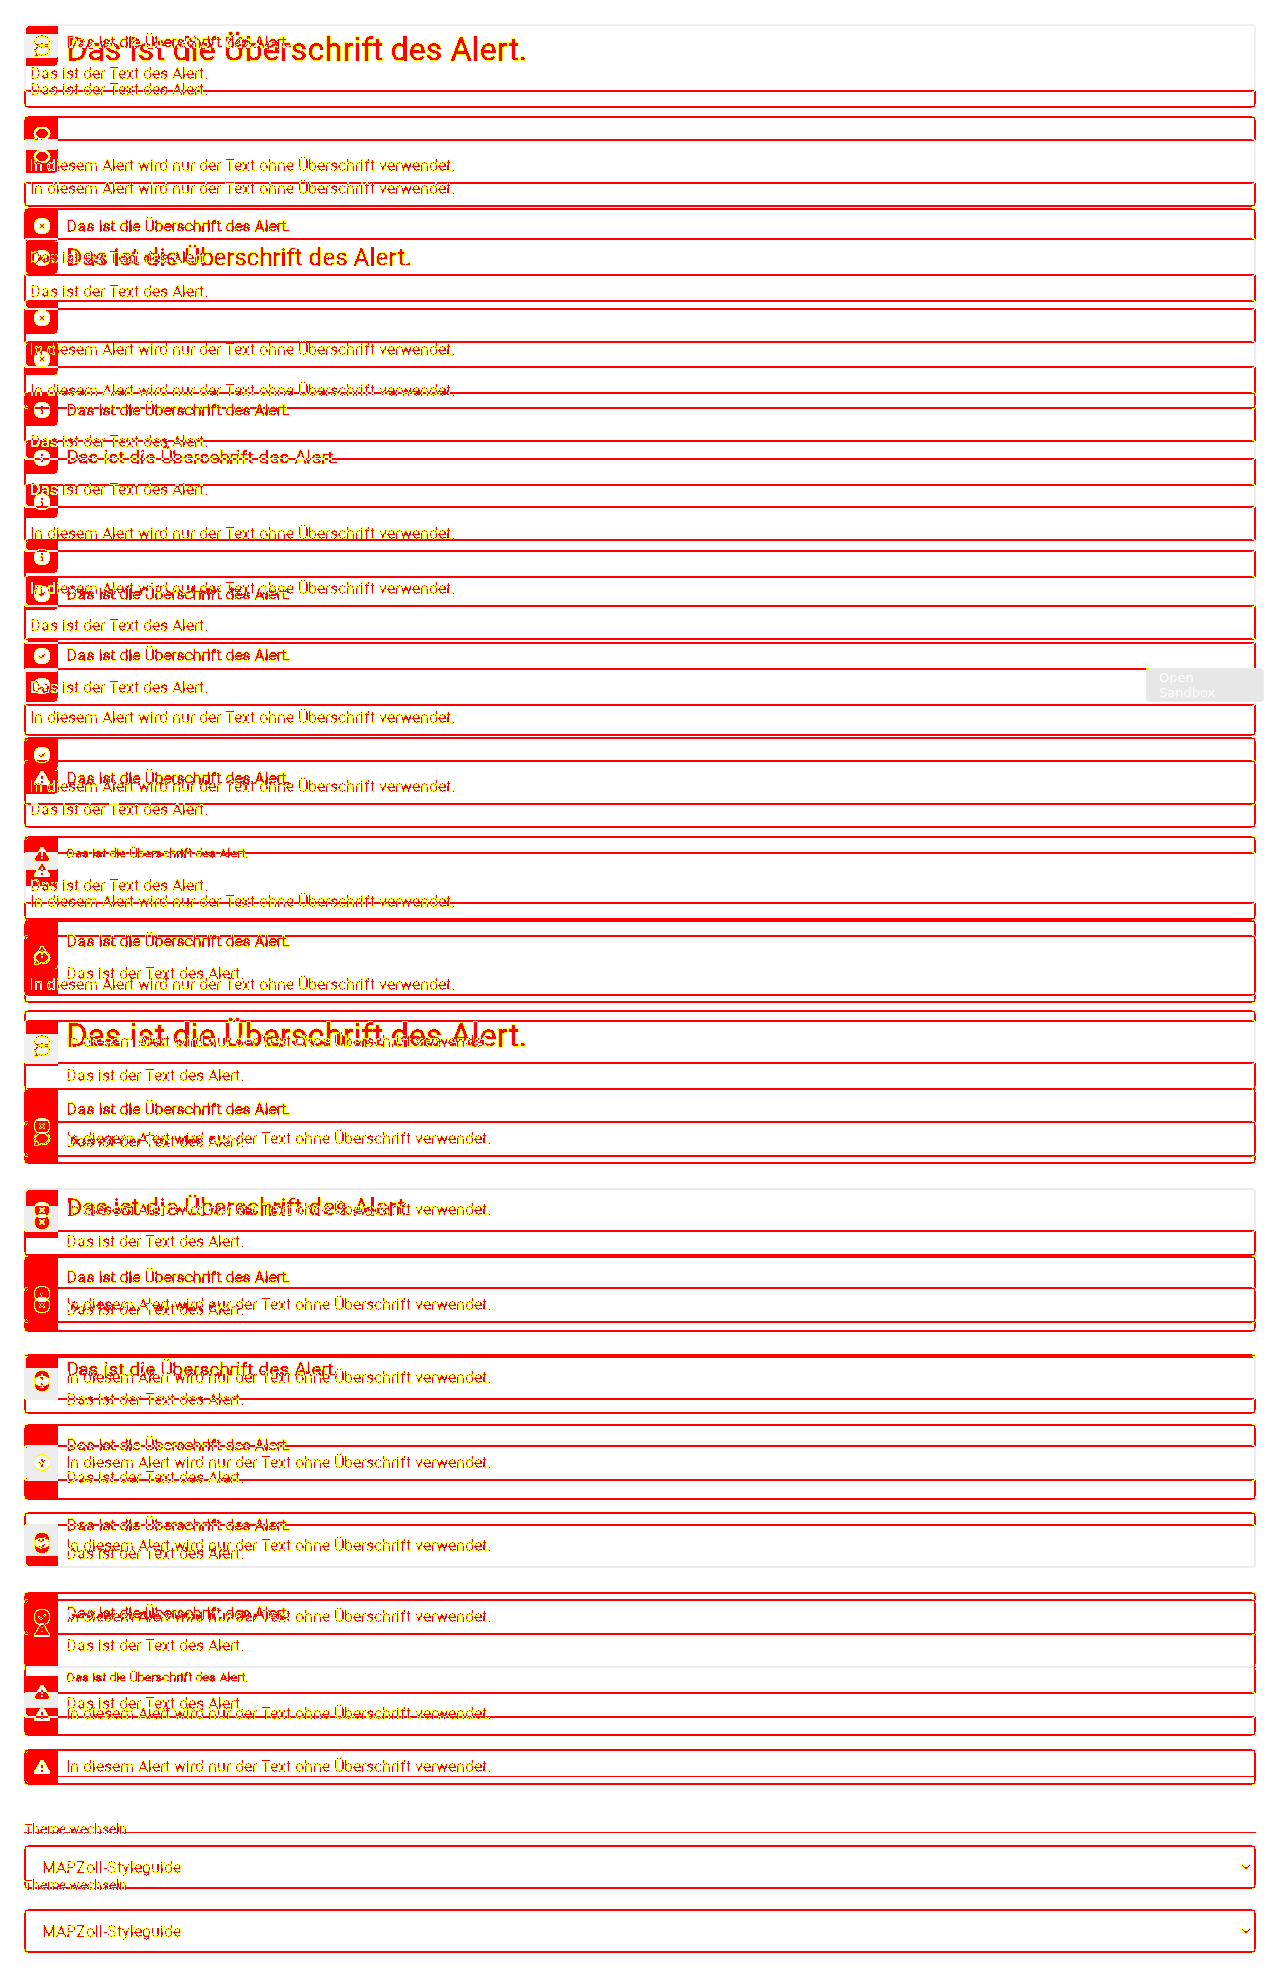 Das ist die Überschrift des Alert.
Das ist die Überschrift des Alert.
Das ist der Text des Alert.
Das ist der Text des Alert.
In diesem Alert wird nur der Text ohne Überschrift verwendet.
In diesem Alert wird nur der Text ohne Überschrift verwendet.
Das ist die Überschrift des Alert.
Das ist die Überschrift des Alert.
Das ist der Text des Alert.
Das ist der Text des Alert.
In diesem Alert wird nur der Text ohne Überschrift verwendet.
In diesem Alert wird nur der Text ohne Überschrift verwendet.
Das ist die Überschrift des Alert.
Das ist der Text des Alert.
Das ist die Überschrift des Alert.
Das ist der Text des Alert.
In diesem Alert wird nur der Text ohne Überschrift verwendet.
In diesem Alert wird nur der Text ohne Überschrift verwendet.
Das ist die Überschrift des Alert.
Das ist der Text des Alert.
Das ist die Überschrift des Alert.
Open
Sandbox
Das ist der Text des Alert.
In diesem Alert wird nur der Text ohne Überschrift verwendet.
Das ist die Überschrift des Alert.
In diesem Alert wird nur der Text ohne Überschrift verwendet.
Das ist der Text des Alert.
Das ist die Überschrift des Alert.
Das ist der Text des Alert.
In diesem Alert wird nur der Text ohne Überschrift verwendet.
Das ist die Überschrift des Alert.
Das ist der Text des Alert.
In diesem Alert wird nur der Text ohne Überschrift verwendet.
Das ist die Überschrift des Alert.
In diesem Alert wird nur der Text ohne Überschrift verwendet.
Das ist der Text des Alert.
Das ist die Überschrift des Alert.
In diesem Alert wird nur der Text ohne Überschrift verwendet.
Das ist der Text des Alert.
Das ist die Überschrift des Alert.
In diesem Alert wird nur der Text ohne Überschrift verwendet.
Das ist der Text des Alert.
Das ist die Überschrift des Alert.
In diesem Alert wird nur der Text ohne Überschrift verwendet.
Das ist der Text des Alert.
Das ist die Überschrift des Alert.
In diesem Alert wird nur der Text ohne Überschrift verwendet.
Das ist der Text des Alert.
Das ist die Überschrift des Alert.
In diesem Alert wird nur der Text ohne Überschrift verwendet.
Das ist der Text des Alert.
Das ist die Überschrift des Alert.
In diesem Alert wird nur der Text ohne Überschrift verwendet.
Das ist der Text des Alert.
Das ist die Überschrift des Alert.
In diesem Alert wird nur der Text ohne Überschrift verwendet.
Das ist der Text des Alert.
Das ist die Überschrift des Alert.
Das ist der Text des Alert.
In diesem Alert wird nur der Text ohne Überschrift verwendet.
In diesem Alert wird nur der Text ohne Überschrift verwendet.
Theme wechseln
MAPZoll-Styleguide
Theme wechseln
MAPZoll-Styleguide